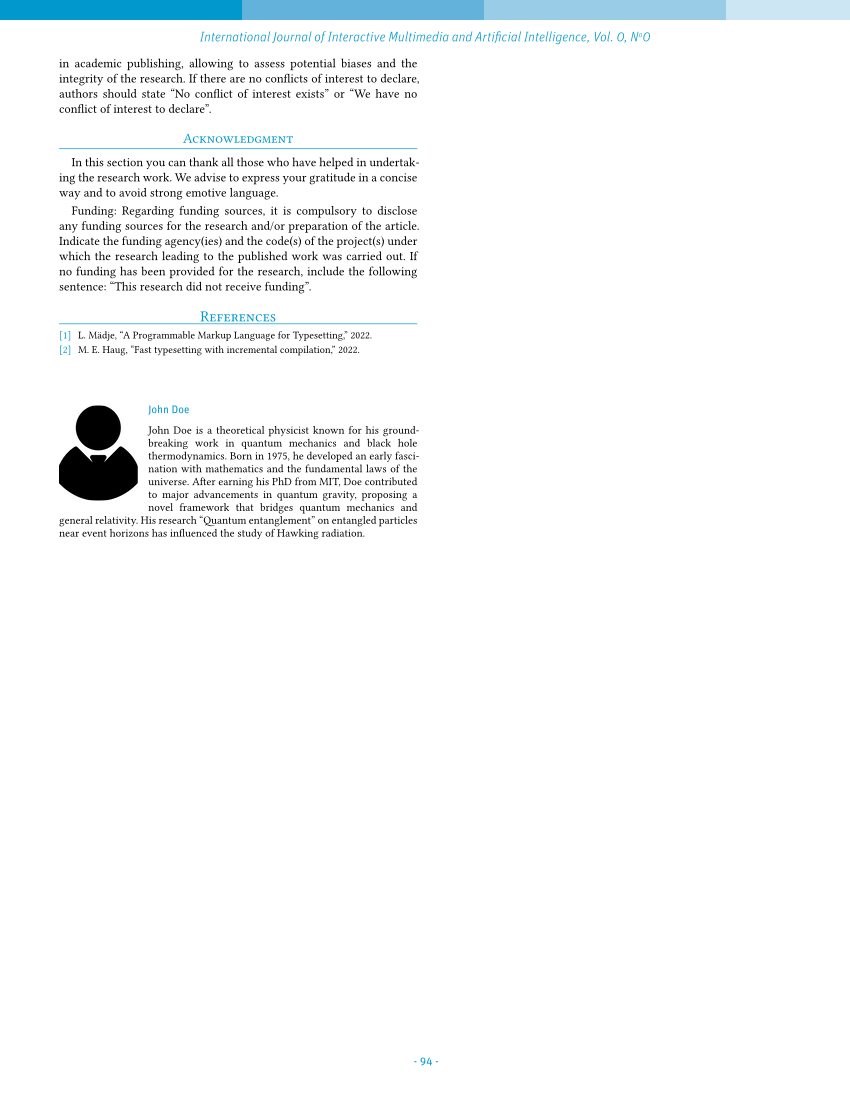 International Journal of Interactive Multimedia and Artificial Intelligence, Vol. 0, Nº0
in academic publishing, allowing to assess potential biases and the
integrity of the research. If there are no conflicts of interest to declare,
authors should state “No conflict of interest exists” or “We have no
conflict of interest to declare”.
Acknowledgment
In this section you can thank all those who have helped in undertak-
ing the research work. We advise to express your gratitude in a concise
way and to avoid strong emotive language.
Funding: Regarding funding sources, it is compulsory to disclose
any funding sources for the research and/or preparation of the article.
Indicate the funding agency(ies) and the code(s) of the project(s) under
which the research leading to the published work was carried out. If
no funding has been provided for the research, include the following
sentence: “This research did not receive funding”.
References
[1] L. Mädje, “A Programmable Markup Language for Typesetting,” 2022.
[2] M. E. Haug, “Fast typesetting with incremental compilation,” 2022.
John Doe
John Doe is a theoretical physicist known for his ground-
breaking work in quantum mechanics and black hole
thermodynamics. Born in 1975, he developed an early fasci-
nation with mathematics and the fundamental laws of the
universe. After earning his PhD from MIT, Doe contributed
to major advancements in quantum gravity, proposing a
novel framework that bridges quantum mechanics and
general relativity. His research “Quantum entanglement” on entangled particles
near event horizons has influenced the study of Hawking radiation.
- 94 -